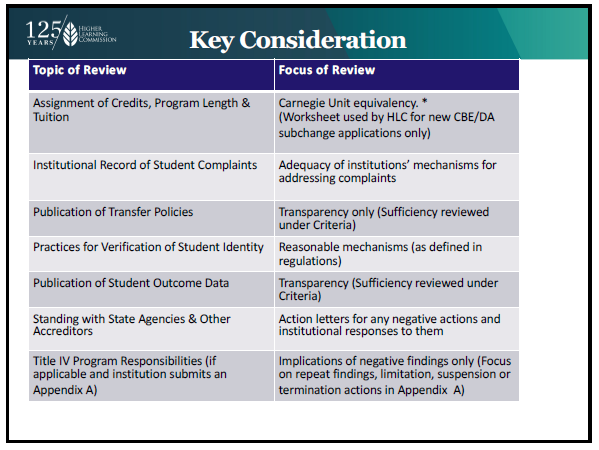 125
YEARS
HIGHER
LEARNING
COMMISSION
Key Consideration
Topic of Review
Focus of Review
Assignment of Credits, Program Length &
Tuition
Carnegie Unit equivalency. *
(Worksheet used by HLC for new CBE/DA
subchange applications only)
Institutional Record of Student Complaints
Adequacy of institutions' mechanisms for
addressing complaints
Publication of Transfer Policies
Transparency only (Sufficiency reviewed
under Criteria)
Practices for Verification of Student Identity
Reasonable mechanisms (as defined in
regulations)
Publication of Student Outcome Data
Transparency (Sufficiency reviewed under
Criteria)
Standing with State Agencies & Other
Accreditors
Action letters for any negative actions and
institutional responses to them
Title IV Program Responsibilities (if
applicable and institution submits an
Appendix A)
Implications of negative findings only (Focus
on repeat findings, limitation, suspension or
termination actions in Appendix A)